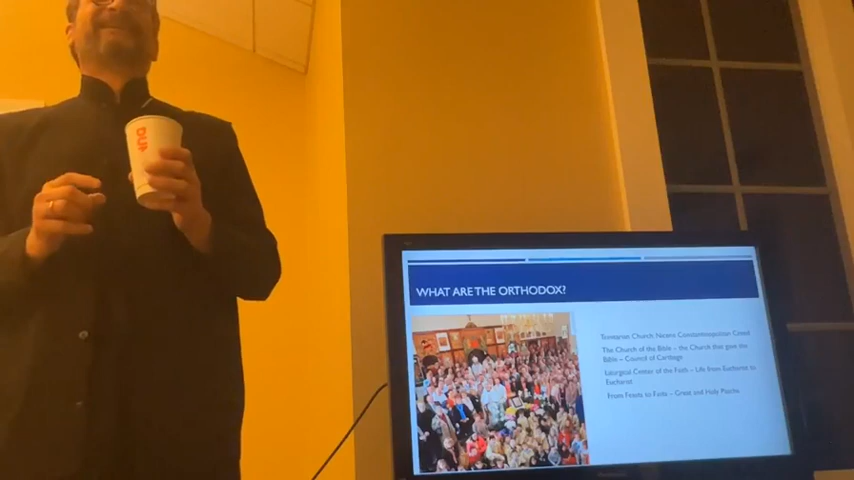 DUN
WHAT ARE THE ORTHODOX?
Trinitarian Church: Nicene Constantinopolitan Creed
The Church of the Bible – the Church that gave the
Bible – Council of Carthage
Liturgical Center of the Faith – Life from Eucharist to
Eucharist
From Feasts to Fasts – Great and Holy Pascha